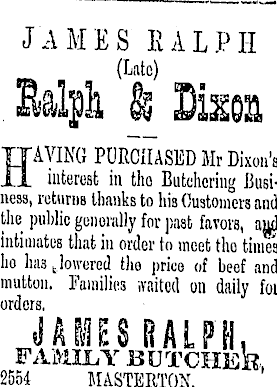 JAMES RALPH
(Late)
Ralph & Dixon
HAVING PURCHASED Mr Dixon's
interest in the Butchering Busi-
ness, returns thanks to his Customers and
the public generally for past favors, and
intimates that in order to meet the times
he has lowered the price of beef and
mutton. Families waited on daily for
orders.
JAMES RALPH,
FAMILY BUTCHER,
2554 MASTERTON.